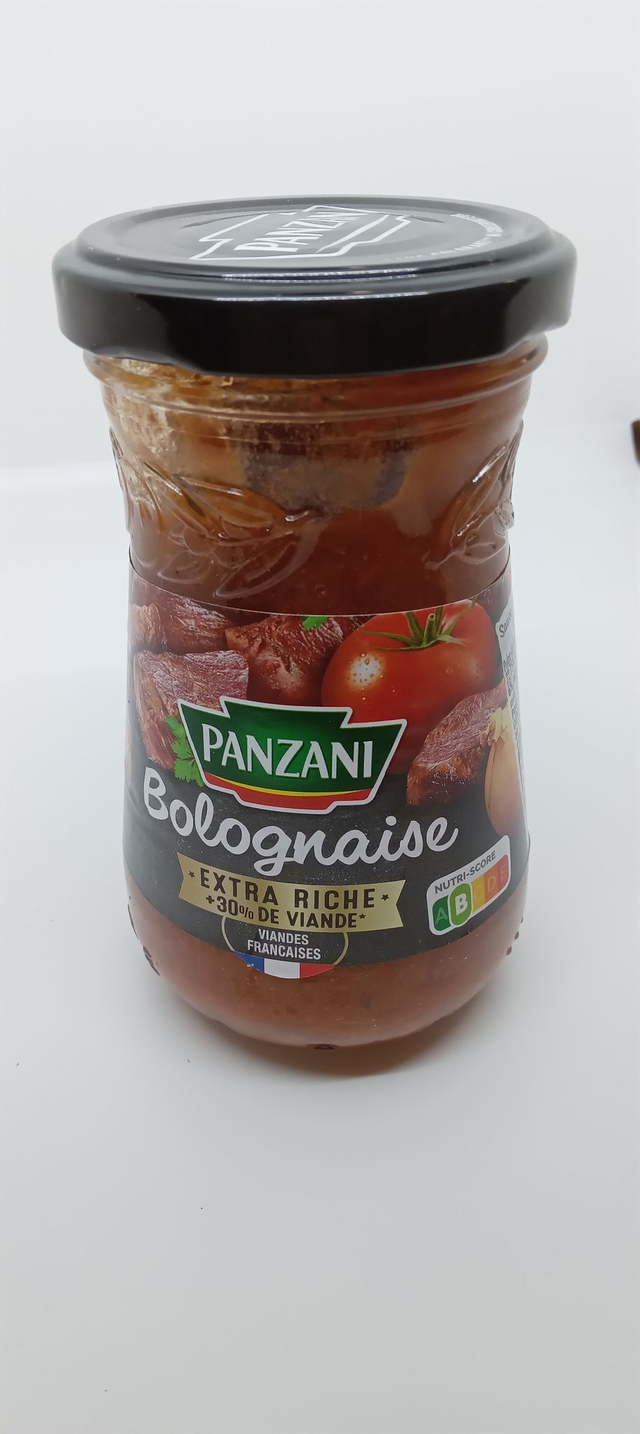 PANZANI
PANZANI
Bolognaise
EXTRA RICHE
+30% DE VIANDE*
VIANDES
FRANÇAISES
NUTRI-SCORE
A B C D E